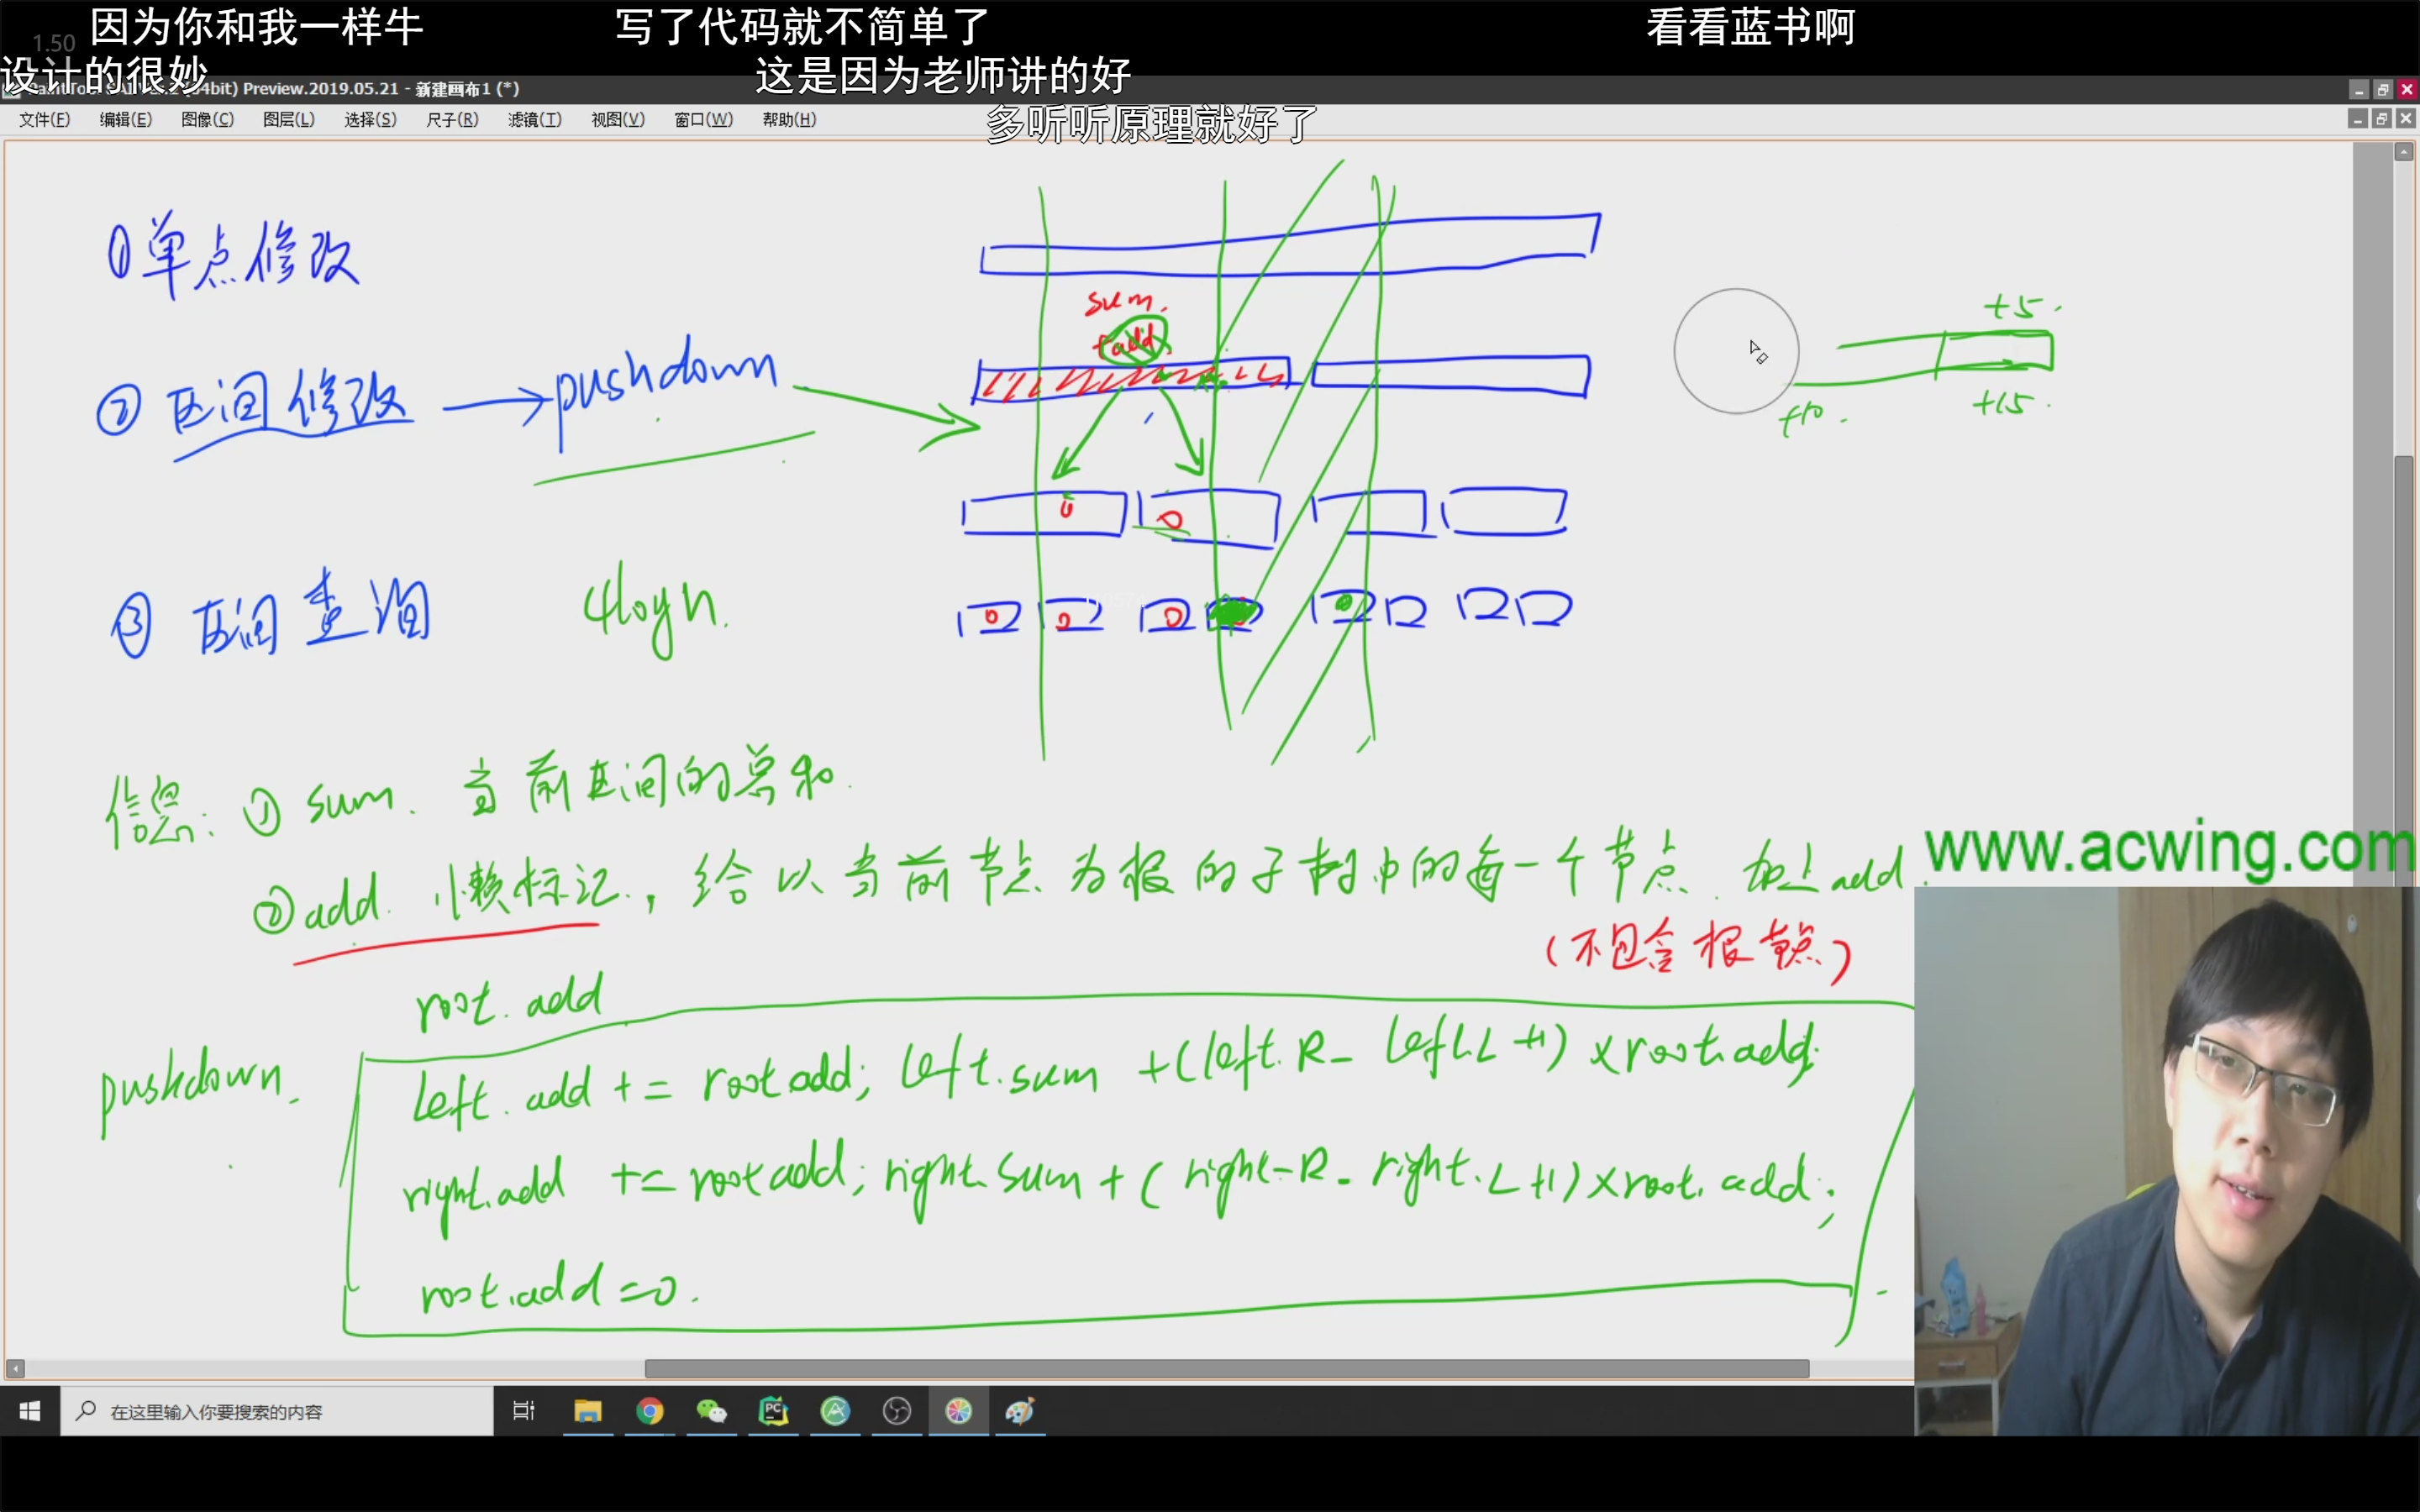 1.50
因为你和我一样牛
写了代码就不简单了
看看蓝书啊
设计的很妙
这是因为老师讲的好
多听听原理就好了
64bit) Preview.2019.05.21 - 新建画布1 (*)
文件(F) 编辑(E) 图像(C) 图层(L) 选择(S) 尺子(R) 滤镜(T) 视图(V) 窗口(W) 帮助(H)
①单点修改
sum.
add.
+5.
②区间修改 → pushdown
+10.
+15.
③区间查询 4logn.
信息: ① sum. 当前区间的总和.
② add. 懒标记, 给以当前节点为根的子树中的每一个节点. 加上add.
(不包含根节点)
www.acwing.com
root.add
pushdown.
left.add += root.add; left.sum +(left.R - left.L +1) × root.add;
right.add += root.add; right.sum + (right-R - right.L +1) × root.add;
root.add =0.
在这里输入你要搜索的内容